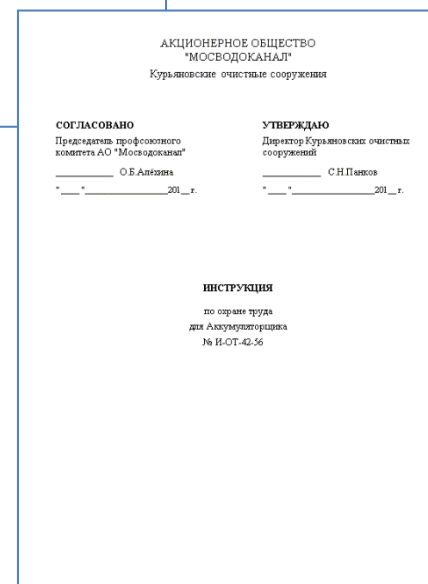 АКЦИОНЕРНОЕ ОБЩЕСТВО
"МОСВОДОКАНАЛ"
Курьяновские очистные сооружения
СОГЛАСОВАНО
Председатель профсоюзного
комитета АО "Мосводоканал"
____________ О.Б.Алёхина
"____"________________201__г.
УТВЕРЖДАЮ
Директор Курьяновских очистных
сооружений
____________ С.Н.Панков
"____"________________201__г.
ИНСТРУКЦИЯ
по охране труда
для Аккумуляторщика
№ И-ОТ-42-56